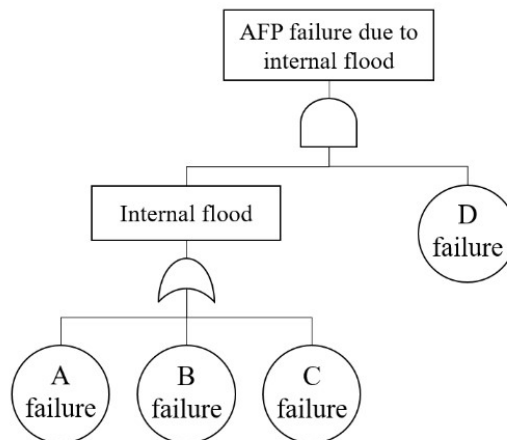 AFP failure due to
internal flood
Internal flood
D
failure
A
failure
B
failure
C
failure